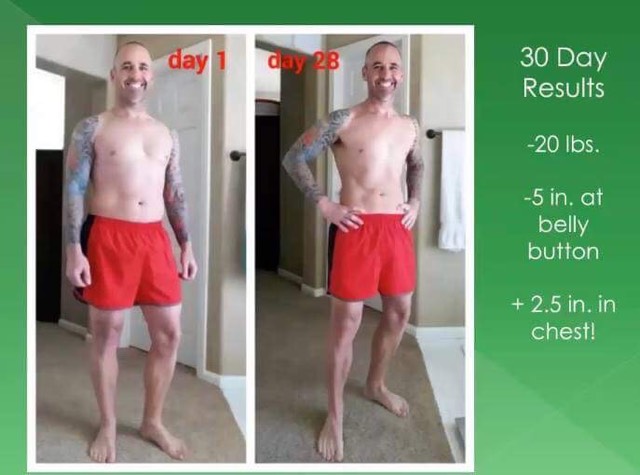 day 1
day 28
30 Day
Results
-20 lbs.
-5 in. at
belly
button
+ 2.5 in. in
chest!